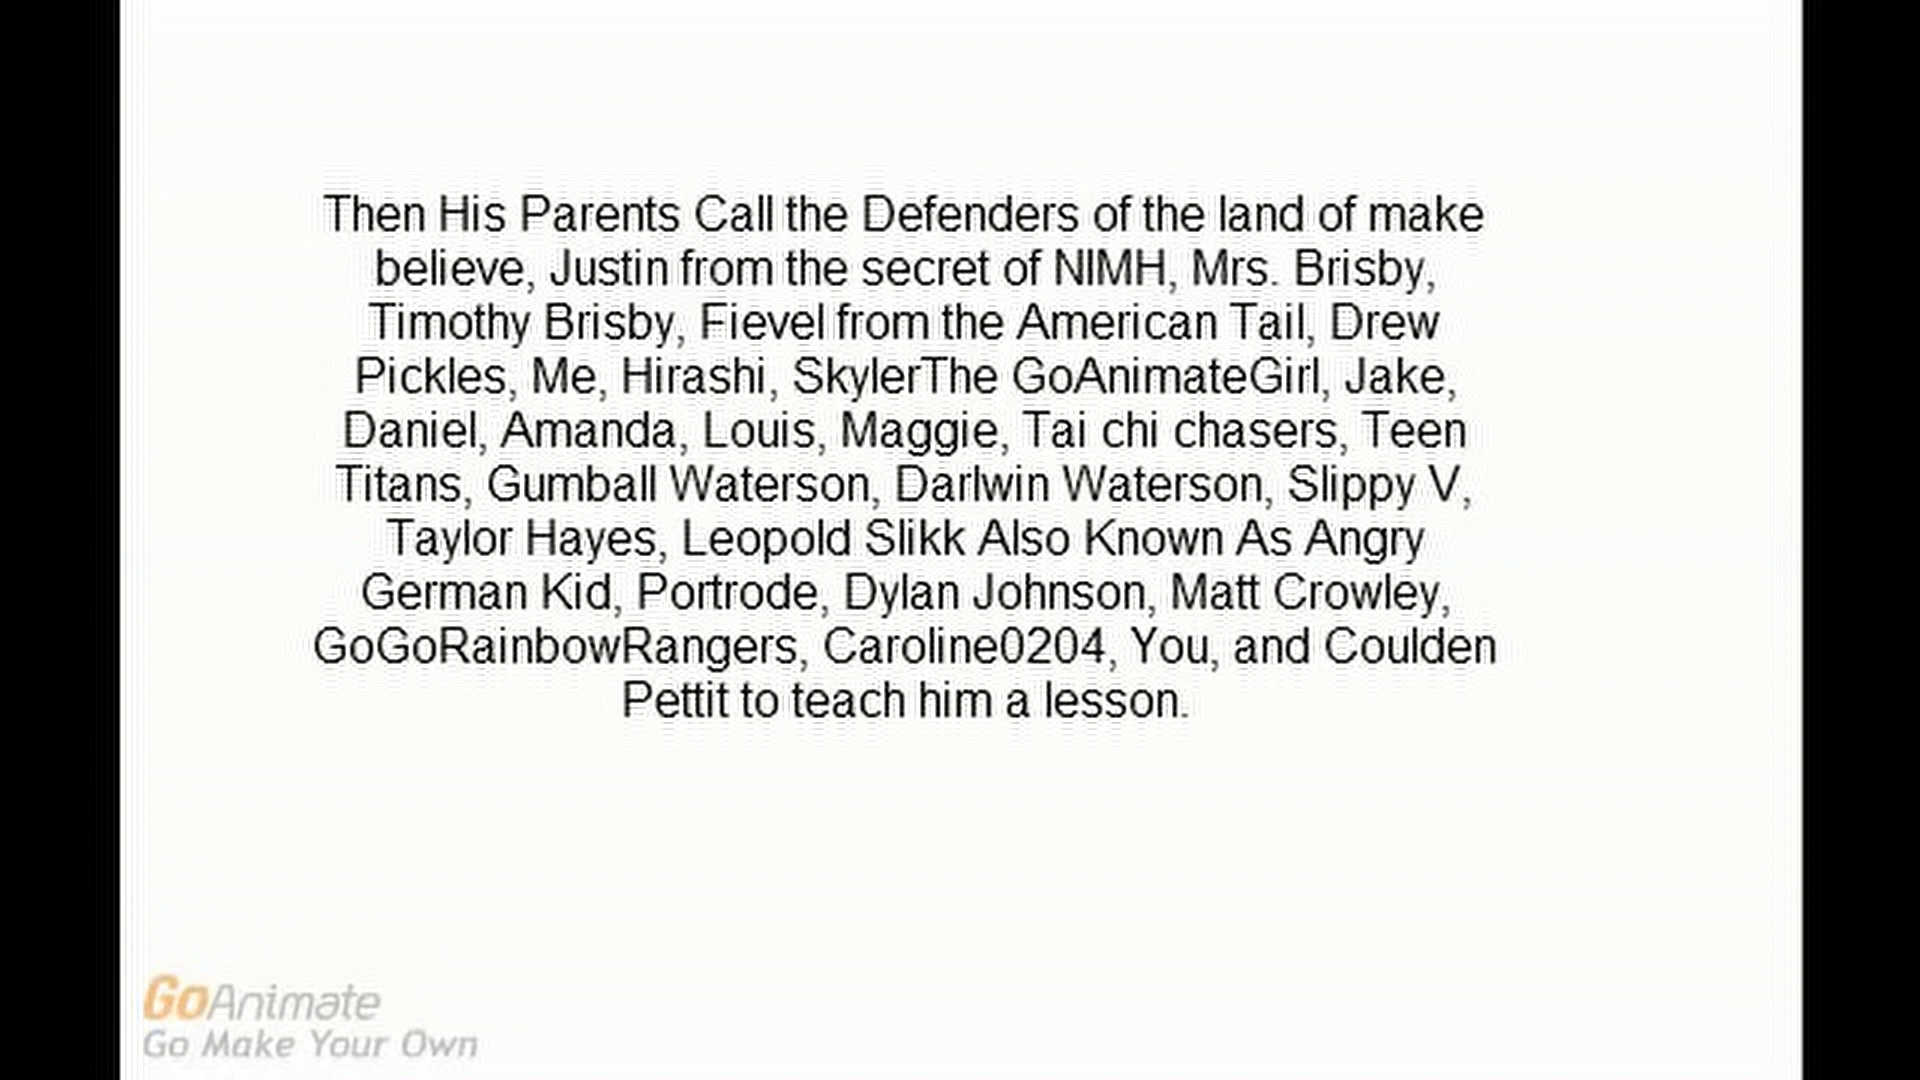 Then His Parents Call the Defenders of the land of make
believe, Justin from the secret of NIMH, Mrs. Brisby,
Timothy Brisby, Fievel from the American Tail, Drew
Pickles, Me, Hirashi, SkylerThe GoAnimateGirl, Jake,
Daniel, Amanda, Louis, Maggie, Tai chi chasers, Teen
Titans, Gumball Waterson, Darlwin Waterson, Slippy V,
Taylor Hayes, Leopold Slikk Also Known As Angry
German Kid, Portrode, Dylan Johnson, Matt Crowley,
GoGoRainbowRangers, Caroline0204, You, and Coulden
Pettit to teach him a lesson.
GoAnimate
Go Make Your Own